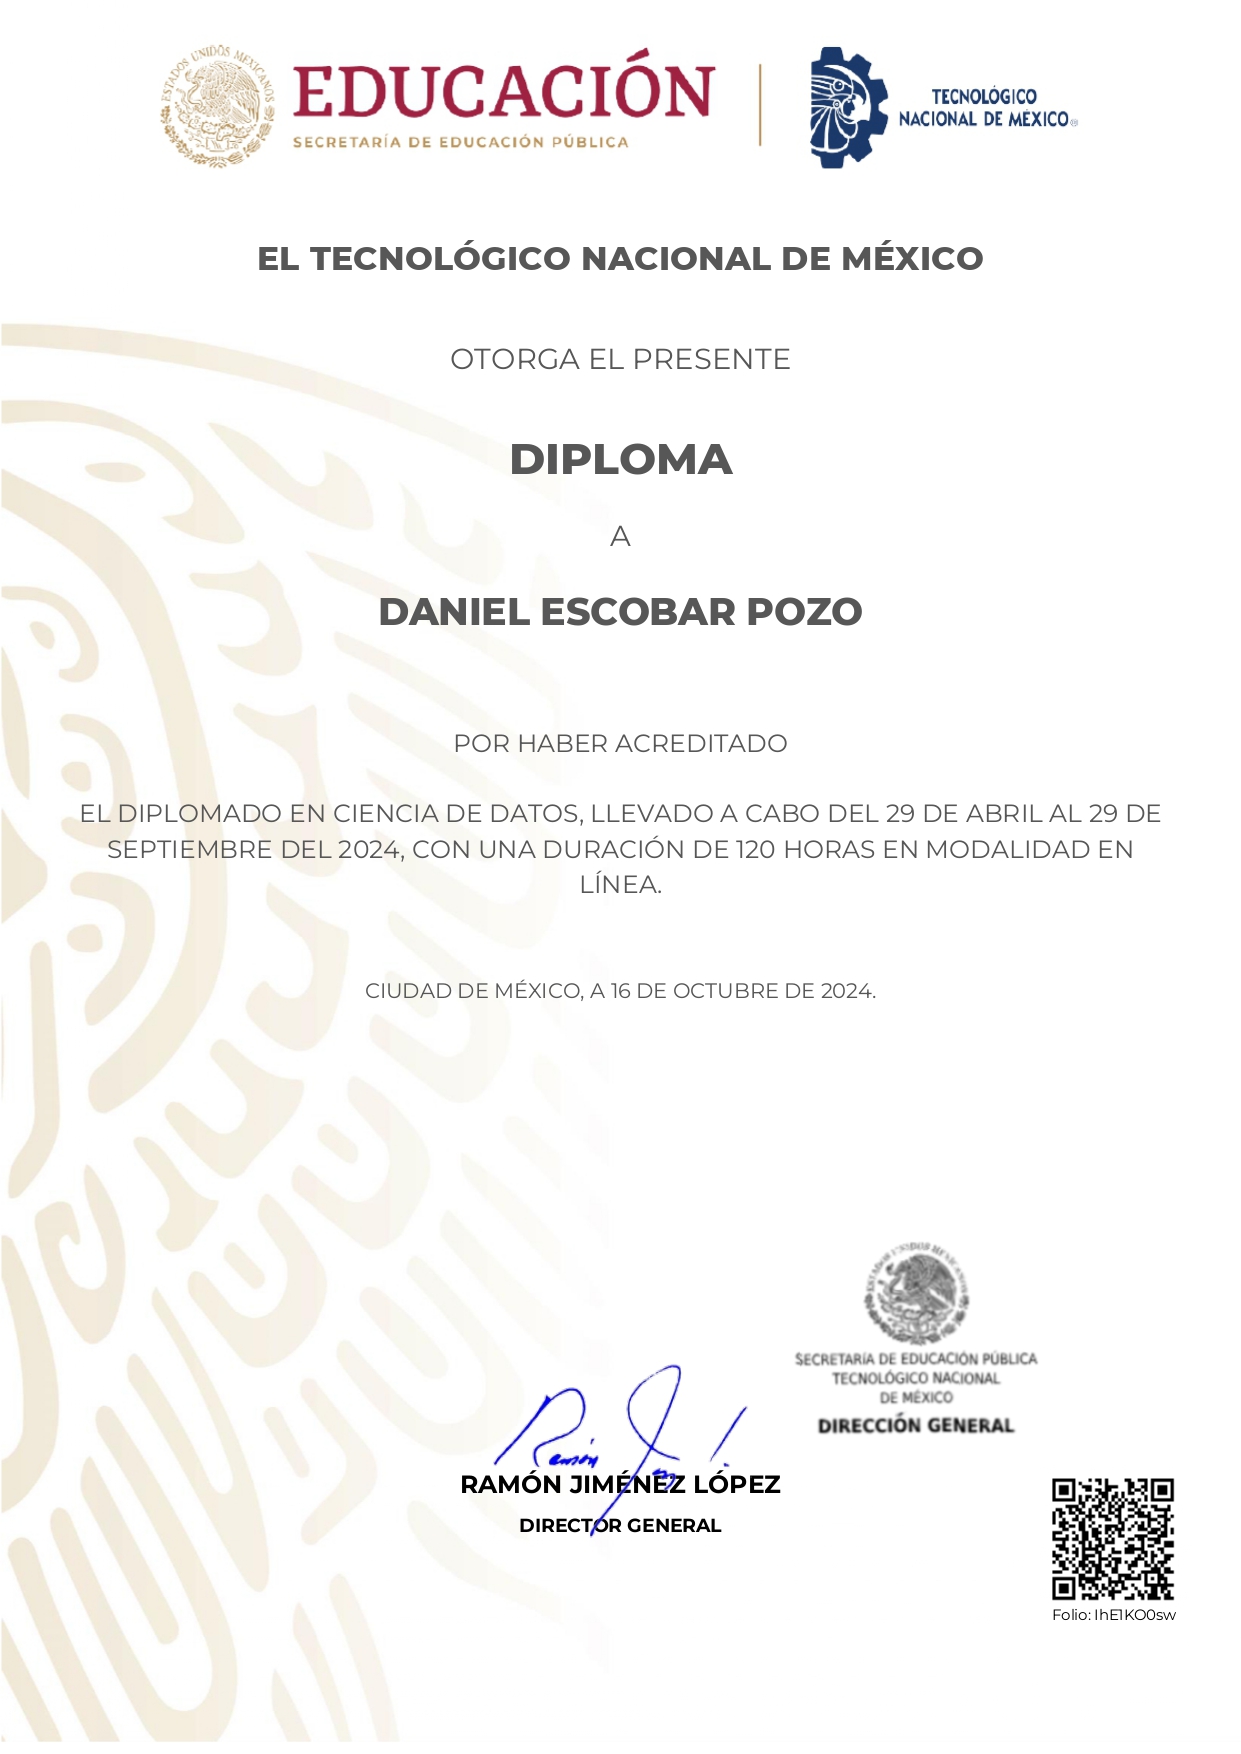 ESTADOS UNIDOS MEXICANOS
EDUCACIÓN
SECRETARÍA DE EDUCACIÓN PÚBLICA
TECNOLÓGICO
NACIONAL DE MÉXICO®
EL TECNOLÓGICO NACIONAL DE MÉXICO
OTORGA EL PRESENTE
DIPLOMA
A
DANIEL ESCOBAR POZO
POR HABER ACREDITADO
EL DIPLOMADO EN CIENCIA DE DATOS, LLEVADO A CABO DEL 29 DE ABRIL AL 29 DE
SEPTIEMBRE DEL 2024, CON UNA DURACIÓN DE 120 HORAS EN MODALIDAD EN
LÍNEA.
CIUDAD DE MÉXICO, A 16 DE OCTUBRE DE 2024.
ESTADOS UNIDOS MEXICANOS
SECRETARÍA DE EDUCACIÓN PÚBLICA
TECNOLÓGICO NACIONAL
DE MÉXICO
DIRECCIÓN GENERAL
Ramón
RAMÓN JIMÉNEZ LÓPEZ
DIRECTOR GENERAL
Folio: IhE1KO0sw